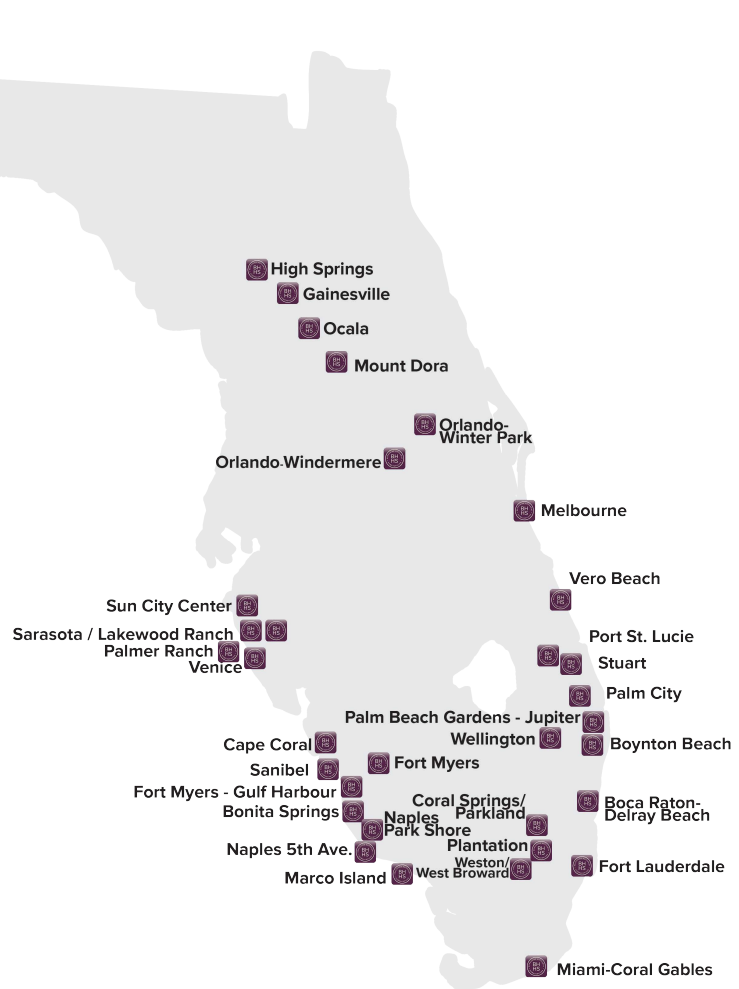 High Springs
Gainesville
Ocala
Mount Dora
Orlando-
Winter Park
Orlando-Windermere
Melbourne
Vero Beach
Sun City Center
Sarasota / Lakewood Ranch
Port St. Lucie
Palmer Ranch
Stuart
Venice
Palm City
Palm Beach Gardens - Jupiter
Wellington
Boynton Beach
Cape Coral
Fort Myers
Sanibel
Fort Myers - Gulf Harbour
Coral Springs/
Parkland
Boca Raton-
Delray Beach
Bonita Springs
Naples
Park Shore
Plantation
Naples 5th Ave.
Weston/
West Broward
Fort Lauderdale
Marco Island
Miami-Coral Gables